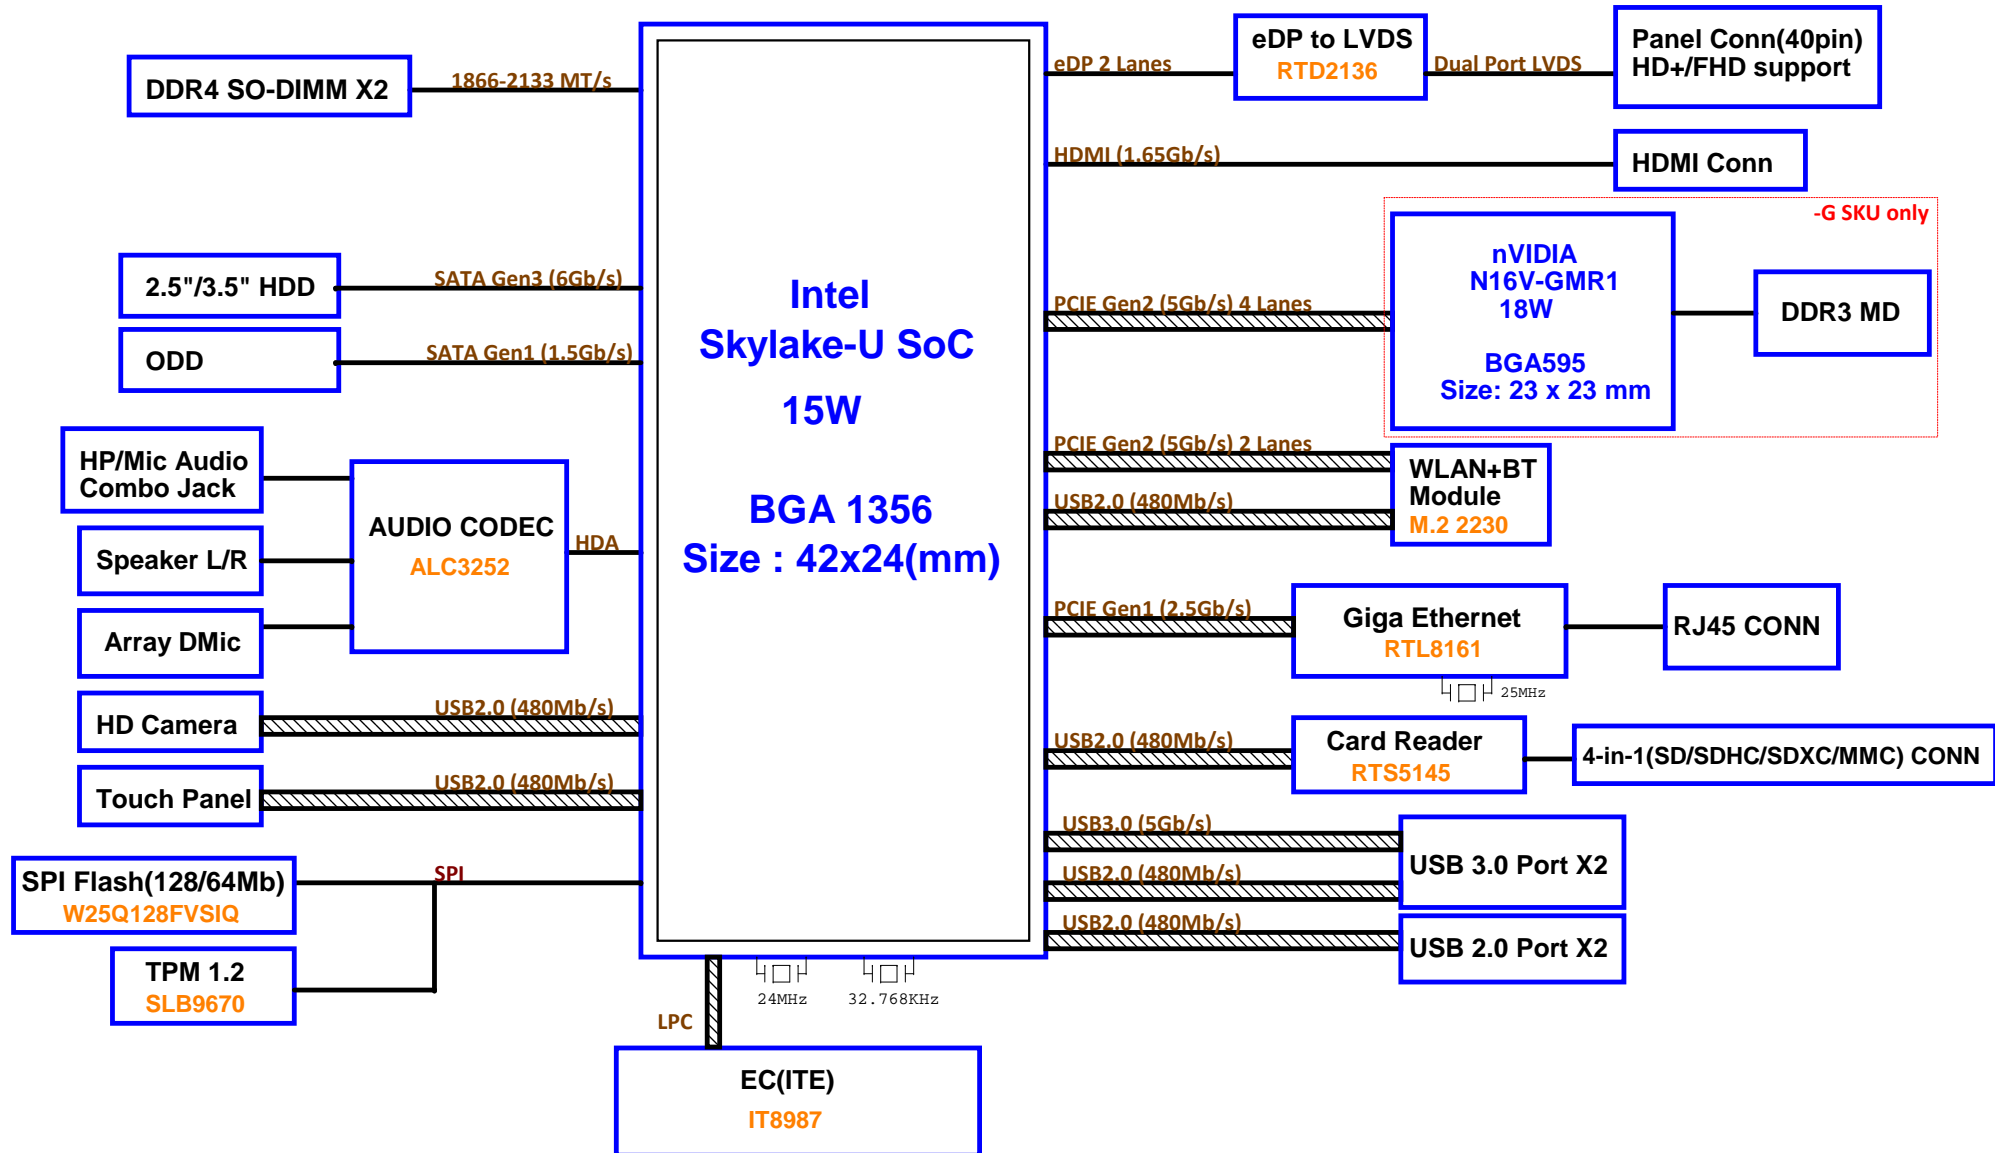 DDR4 SO-DIMM X2
1866-2133 MT/s
2.5"/3.5" HDD
SATA Gen3 (6Gb/s)
ODD
SATA Gen1 (1.5Gb/s)
HP/Mic Audio
Combo Jack
Speaker L/R
Array DMic
AUDIO CODEC
ALC3252
HDA
HD Camera
USB2.0 (480Mb/s)
Touch Panel
USB2.0 (480Mb/s)
SPI Flash(128/64Mb)
W25Q128FVSIQ
SPI
TPM 1.2
SLB9670
Intel
Skylake-U SoC
15W
BGA 1356
Size : 42x24(mm)
24MHz
32.768KHz
LPC
EC(ITE)
IT8987
eDP 2 Lanes
eDP to LVDS
RTD2136
Dual Port LVDS
Panel Conn(40pin)
HD+/FHD support
HDMI (1.65Gb/s)
HDMI Conn
-G SKU only
PCIE Gen2 (5Gb/s) 4 Lanes
nVIDIA
N16V-GMR1
18W
BGA595
Size: 23 x 23 mm
DDR3 MD
PCIE Gen2 (5Gb/s) 2 Lanes
USB2.0 (480Mb/s)
WLAN+BT
Module
M.2 2230
PCIE Gen1 (2.5Gb/s)
Giga Ethernet
RTL8161
25MHz
RJ45 CONN
USB2.0 (480Mb/s)
Card Reader
RTS5145
4-in-1(SD/SDHC/SDXC/MMC) CONN
USB3.0 (5Gb/s)
USB2.0 (480Mb/s)
USB 3.0 Port X2
USB2.0 (480Mb/s)
USB 2.0 Port X2